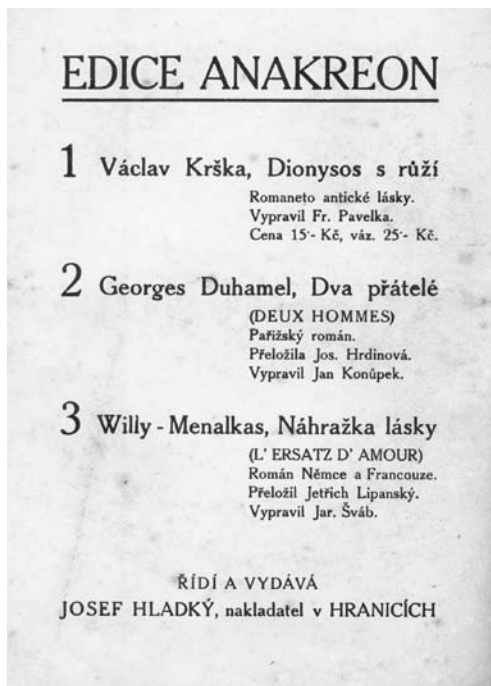 EDICE ANAKREON
1 Václav Krška, Dionysos s růží
Romaneto antické lásky.
Vypravil Fr. Pavelka.
Cena 15·- Kč, váz. 25·- Kč.
2 Georges Duhamel, Dva přátelé
(DEUX HOMMES)
Pařižský román.
Přeložila Jos. Hrdinová.
Vypravil Jan Konůpek.
3 Willy - Menalkas, Náhražka lásky
(L' ERSATZ D' AMOUR)
Román Němce a Francouze.
Přeložil Jetřich Lipanský.
Vypravil Jar. Šváb.
ŘÍDÍ A VYDÁVÁ
JOSEF HLADKÝ, nakladatel v HRANICÍCH